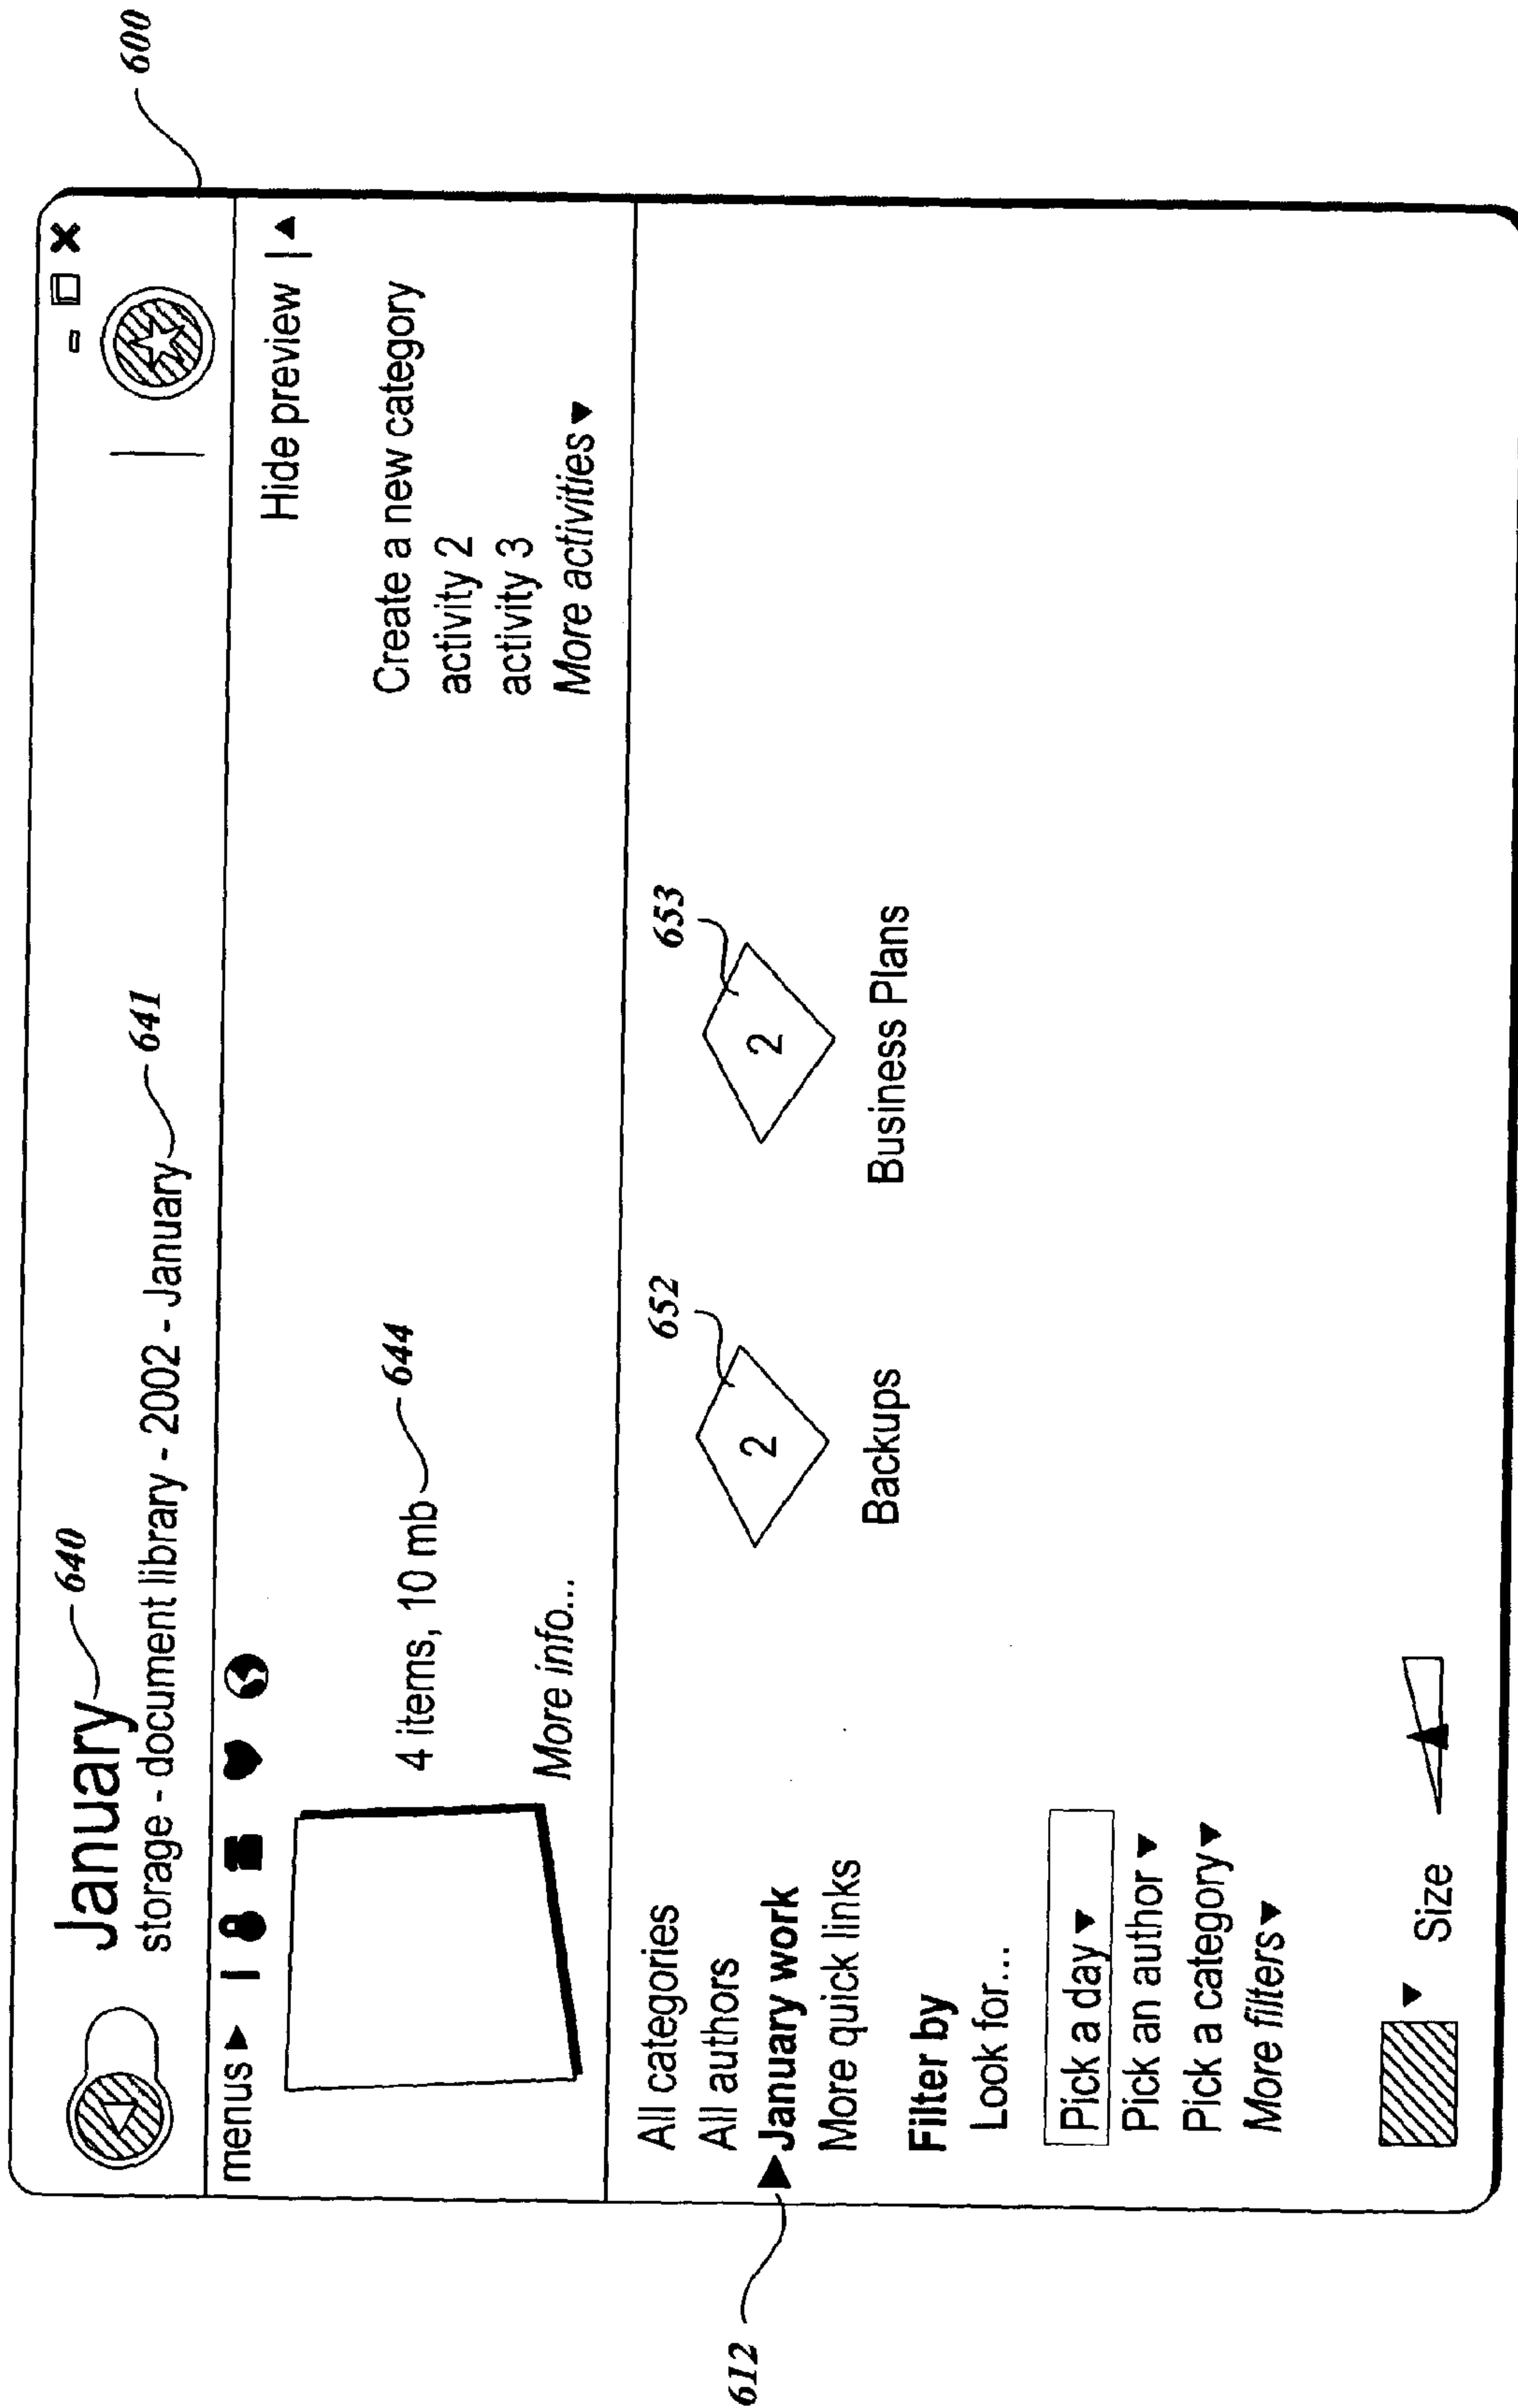 600
January 640
storage - document library - 2002 - January 641
menus
Hide preview
4 items, 10 mb 644
More info...
Create a new category
activity 2
activity 3
More activities
All categories
All authors
612 January work
More quick links
Filter by
Look for...
Pick a day
Pick an author
Pick a category
More filters
Size
652
2
Backups
653
2
Business Plans